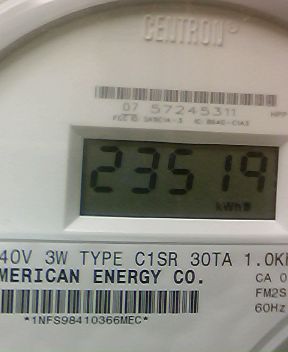 CENTRON®
07 57245311
23519
kWh
40V 3W TYPE C1SR 30TA 1.0K
MERICAN ENERGY CO.
CA 0
FM2S
60Hz
*1NFS98410366MEC*